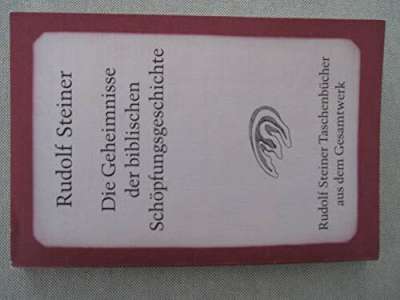 Rudolf Steiner
Die Geheimnisse
der biblischen
Schöpfungsgeschichte
Rudolf Steiner Taschenbücher
aus dem Gesamtwerk